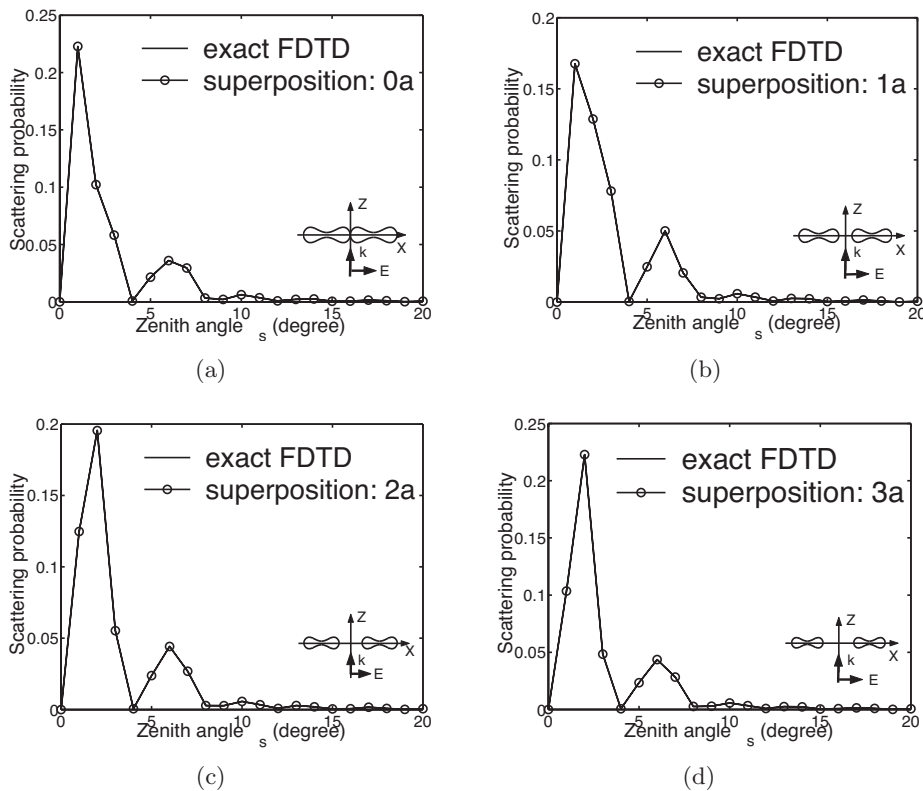 0.25
0.2
0.15
0.1
0.05
0
Scattering probability
exact FDTD
superposition: 0a
Z
X
k
E
0 5 10 15 20
Zenith angle s (degree)
(a)
0.2
0.15
0.1
0.05
0
Scattering probability
exact FDTD
superposition: 1a
Z
X
k
E
0 5 10 15 20
Zenith angle s (degree)
(b)
0.2
0.15
0.1
0.05
0
Scattering probability
exact FDTD
superposition: 2a
Z
X
k
E
0 5 10 15 20
Zenith angle s (degree)
(c)
0.25
0.2
0.15
0.1
0.05
0
Scattering probability
exact FDTD
superposition: 3a
Z
X
k
E
0 5 10 15 20
Zenith angle s (degree)
(d)